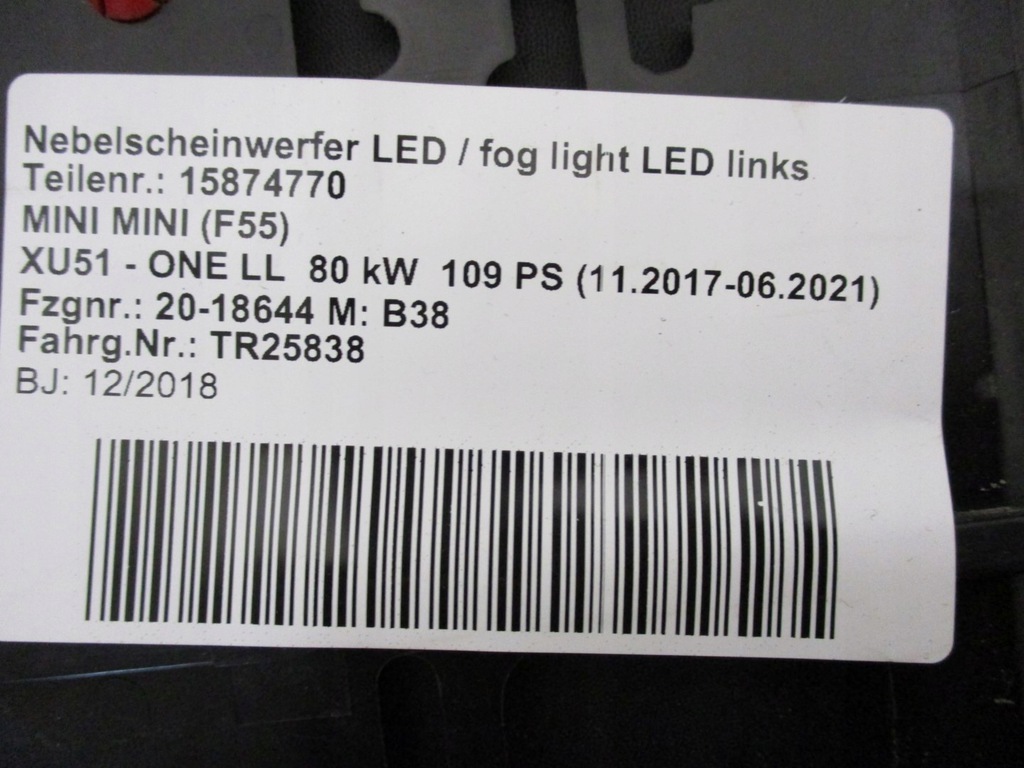 Nebelscheinwerfer LED / fog light LED links
Teilenr.: 15874770
MINI MINI (F55)
XU51 - ONE LL 80 kW 109 PS (11.2017-06.2021)
Fzgnr.: 20-18644 M: B38
Fahrg.Nr.: TR25838
BJ: 12/2018